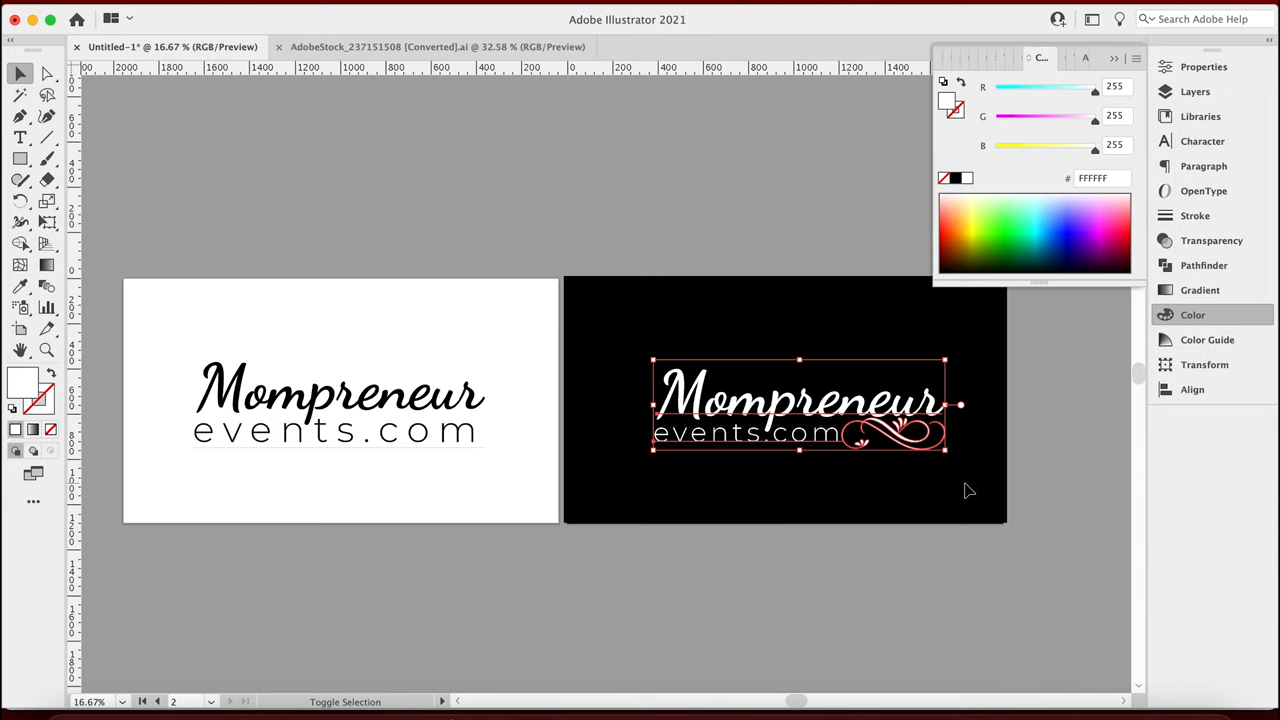 Adobe Illustrator 2021
Search Adobe Help
Untitled-1* @ 16.67 % (RGB/Preview)
AdobeStock_237151508 [Converted].ai @ 32.58 % (RGB/Preview)
00 2000 1800 1600 1400 1200 1000 800 600 400 200 0 200 400 600 800 1000 1200 1400
C...
A
R 255
G 255
B 255
# FFFFFF
Properties
Layers
Libraries
Character
Paragraph
OpenType
Stroke
Transparency
Pathfinder
Gradient
Color
Color Guide
Transform
Align
Mompreneur
events.com
Mompreneur
events.com
16.67%
2
Toggle Selection